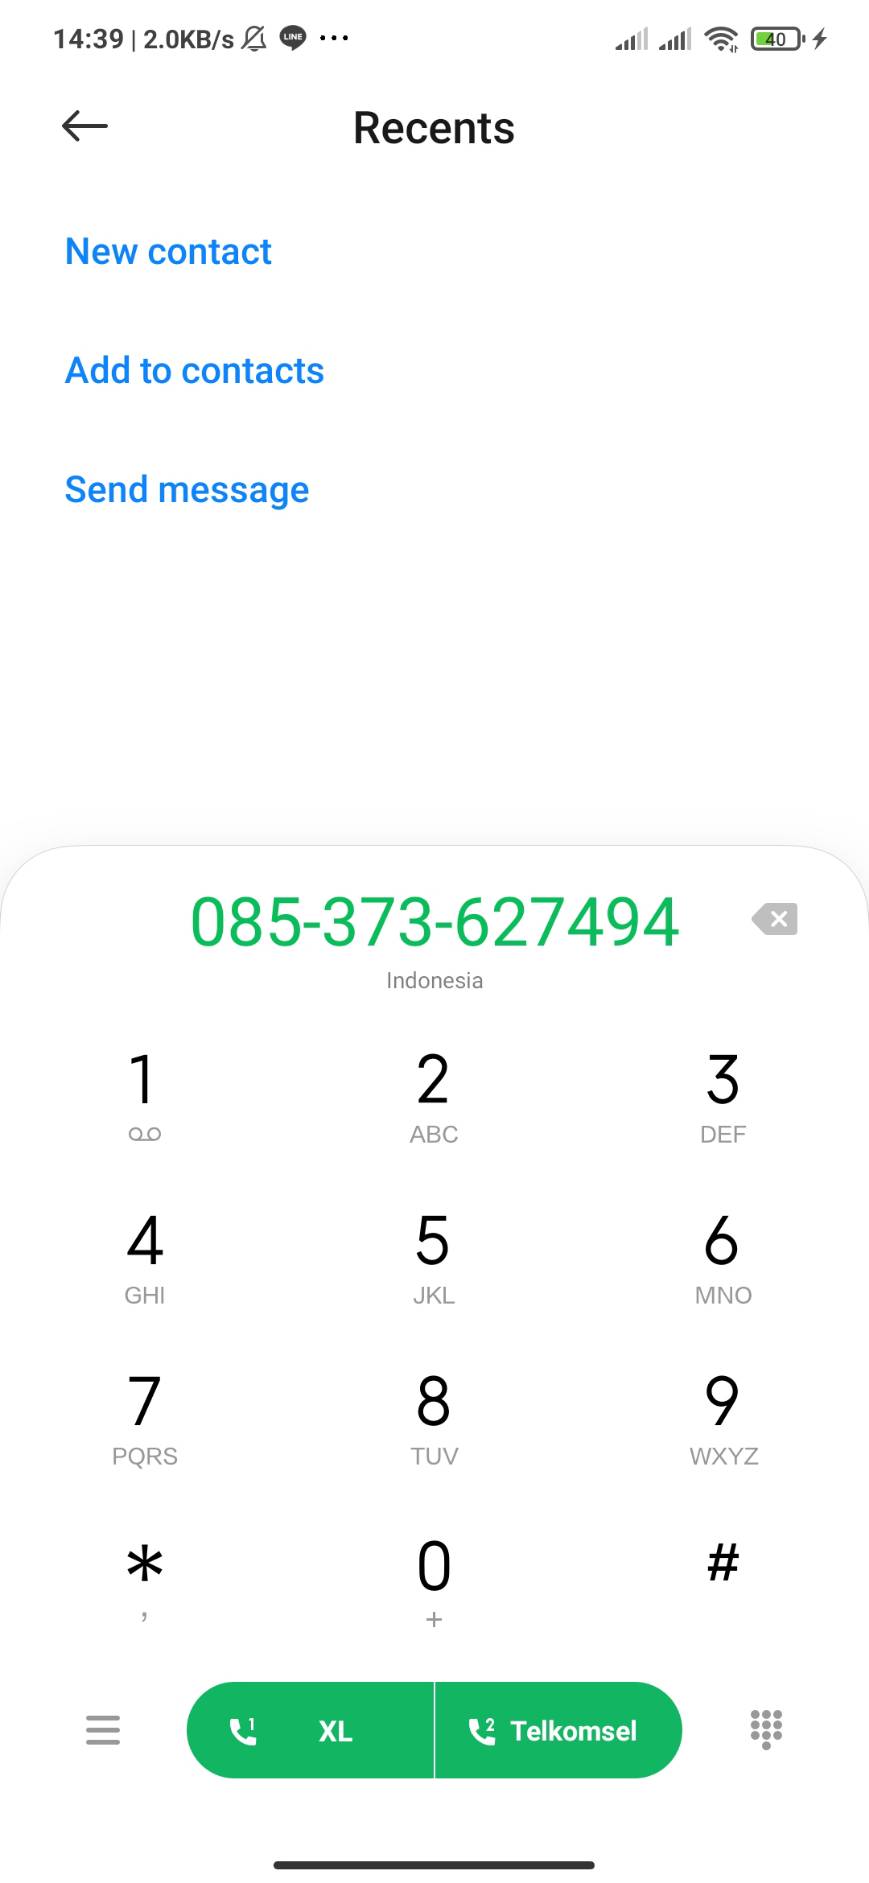 14:39 | 2.0KB/s LINE ... 40
Recents
New contact
Add to contacts
Send message
085-373-627494
Indonesia
1 2 3
ABC DEF
4 5 6
GHI JKL MNO
7 8 9
PQRS TUV WXYZ
* 0 #
, +
1 XL 2 Telkomsel